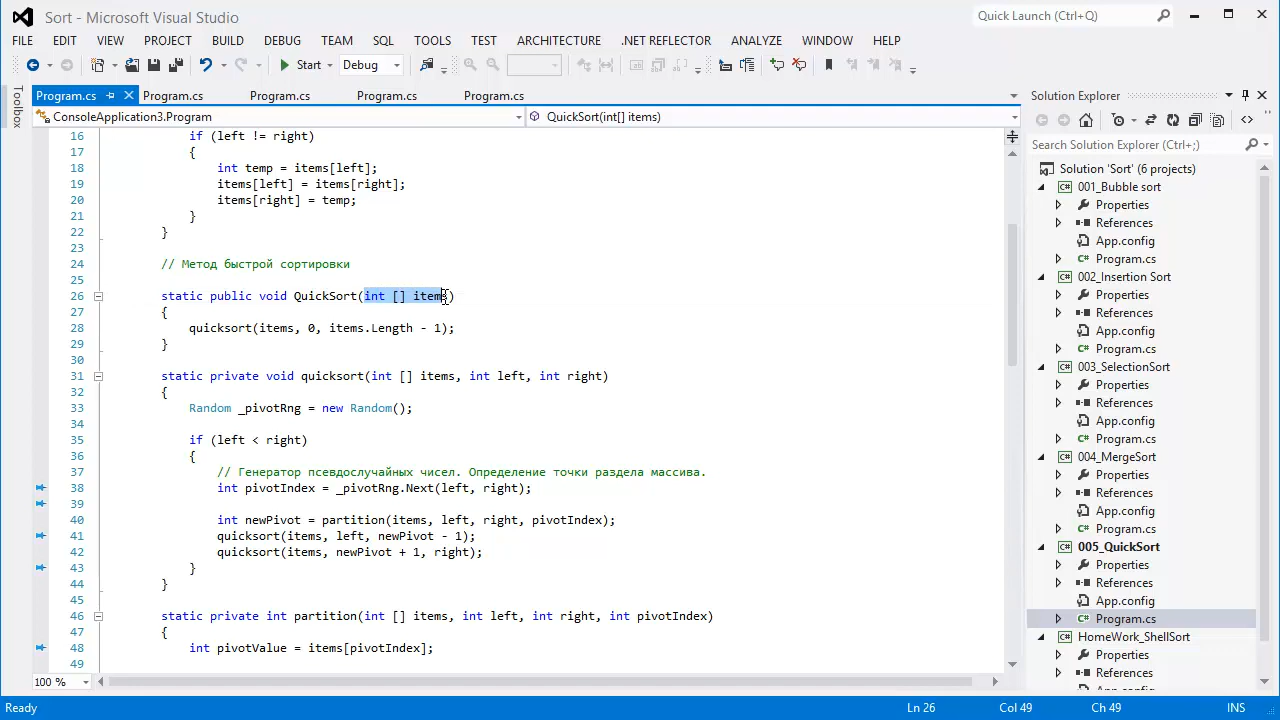 Sort - Microsoft Visual Studio
Quick Launch (Ctrl+Q)
FILE EDIT VIEW PROJECT BUILD DEBUG TEAM SQL TOOLS TEST ARCHITECTURE .NET REFLECTOR ANALYZE WINDOW HELP
Start Debug
Toolbox
Program.cs Program.cs Program.cs Program.cs Program.cs
ConsoleApplication3.Program QuickSort(int[] items)
16 if (left != right)
17 {
18 int temp = items[left];
19 items[left] = items[right];
20 items[right] = temp;
21 }
22 }
23
24 // Метод быстрой сортировки
25
26 static public void QuickSort(int [] items)
27 {
28 quicksort(items, 0, items.Length - 1);
29 }
30
31 static private void quicksort(int [] items, int left, int right)
32 {
33 Random _pivotRng = new Random();
34
35 if (left < right)
36 {
37 // Генератор псевдослучайных чисел. Определение точки раздела массива.
38 int pivotIndex = _pivotRng.Next(left, right);
39
40 int newPivot = partition(items, left, right, pivotIndex);
41 quicksort(items, left, newPivot - 1);
42 quicksort(items, newPivot + 1, right);
43 }
44 }
45
46 static private int partition(int [] items, int left, int right, int pivotIndex)
47 {
48 int pivotValue = items[pivotIndex];
49
100 %
Solution Explorer
Search Solution Explorer (Ctrl+;)
Solution 'Sort' (6 projects)
001_Bubble sort
Properties
References
App.config
Program.cs
002_Insertion Sort
Properties
References
App.config
Program.cs
003_SelectionSort
Properties
References
App.config
Program.cs
004_MergeSort
Properties
References
App.config
Program.cs
005_QuickSort
Properties
References
App.config
Program.cs
HomeWork_ShellSort
Properties
References
App.config
Ready Ln 26 Col 49 Ch 49 INS